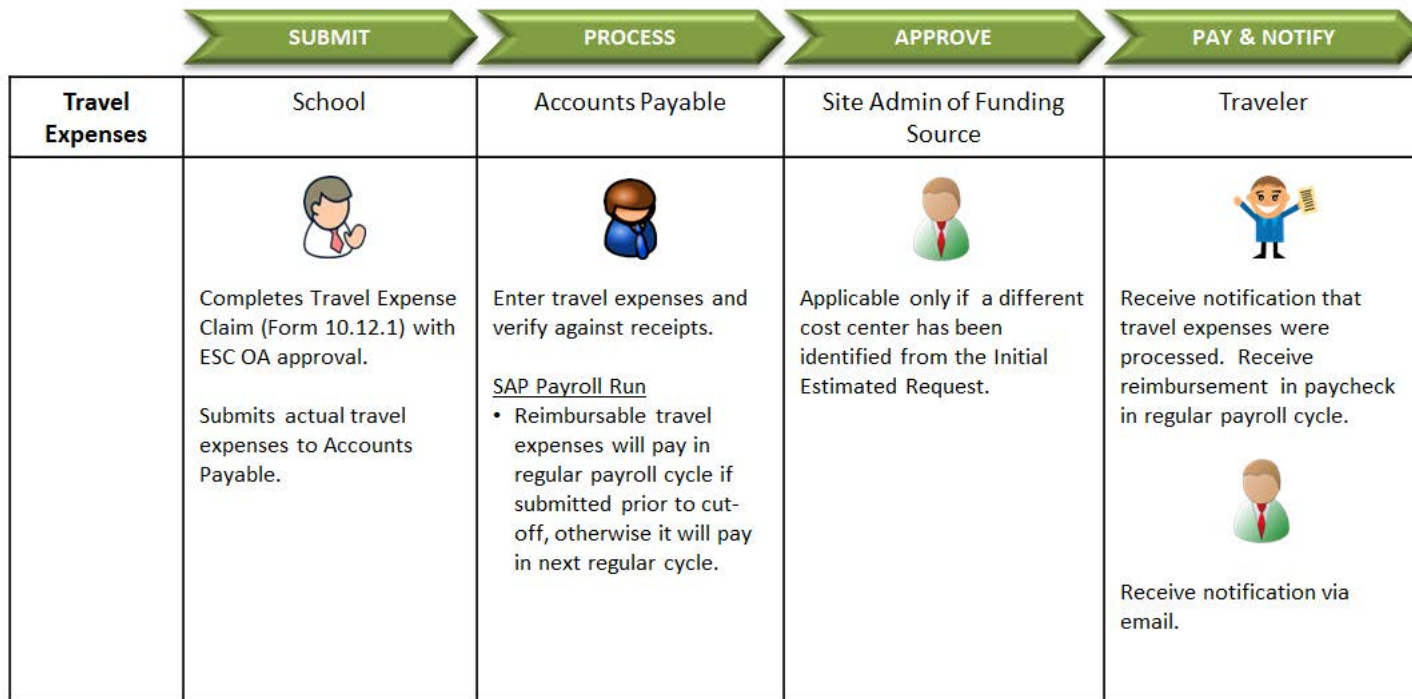 SUBMIT
PROCESS
APPROVE
PAY & NOTIFY
Travel
Expenses
School
Accounts Payable
Site Admin of Funding
Source
Traveler
Completes Travel Expense
Claim (Form 10.12.1) with
ESC OA approval.
Submits actual travel
expenses to Accounts
Payable.
Enter travel expenses and
verify against receipts.
SAP Payroll Run
• Reimbursable travel
expenses will pay in
regular payroll cycle if
submitted prior to cut-
off, otherwise it will pay
in next regular cycle.
Applicable only if a different
cost center has been
identified from the Initial
Estimated Request.
Receive notification that
travel expenses were
processed. Receive
reimbursement in paycheck
in regular payroll cycle.
Receive notification via
email.